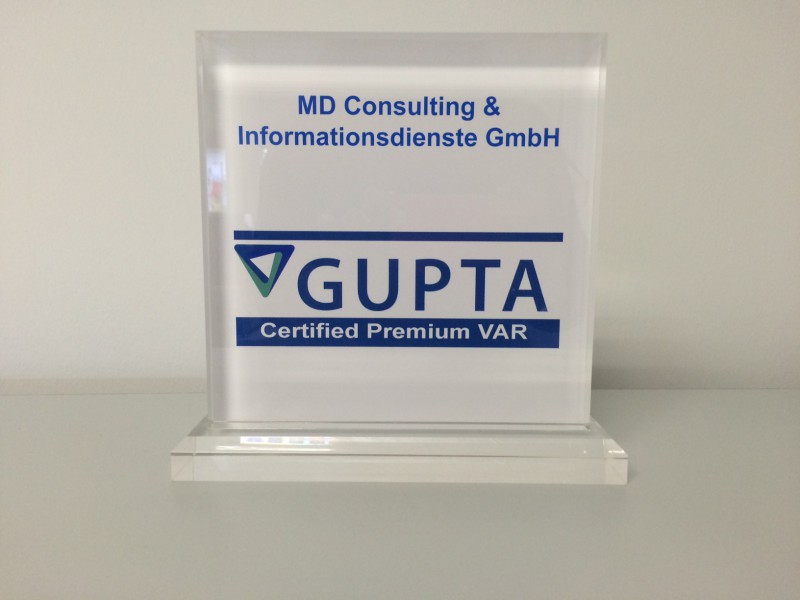 MD Consulting &
Informationsdienste GmbH
GUPTA
Certified Premium VAR